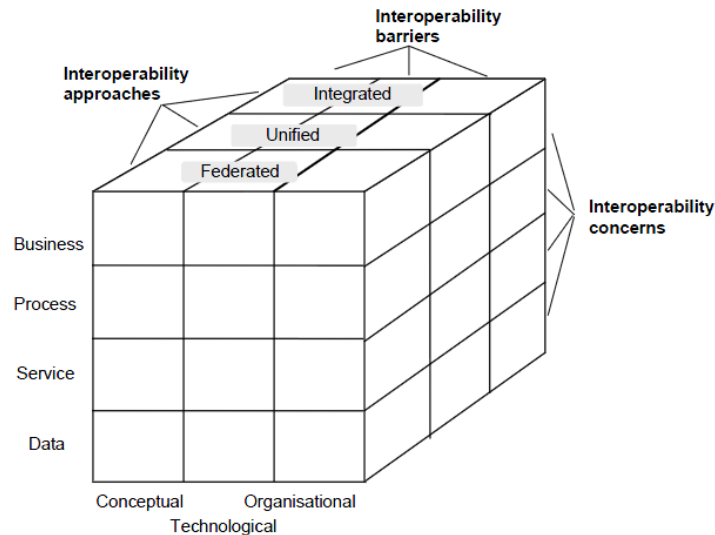 Interoperability
barriers
Interoperability
approaches
Integrated
Unified
Federated
Interoperability
concerns
Business
Process
Service
Data
Conceptual
Organisational
Technological